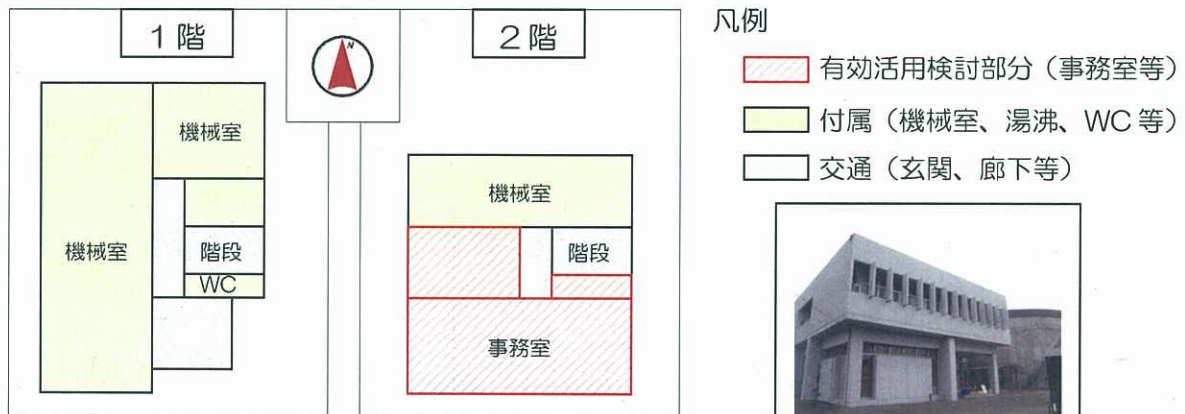 1階
N
2階
凡例
有効活用検討部分（事務室等）
付属（機械室、湯沸、WC等）
交通（玄関、廊下等）
機械室
機械室
階段
WC
機械室
階段
事務室